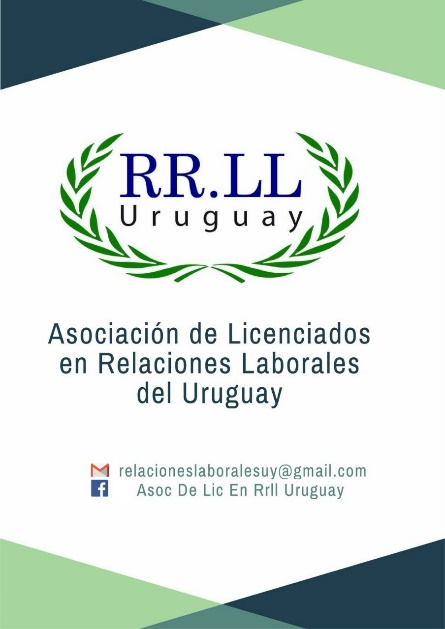 RR.LL
Uruguay
Asociación de Licenciados
en Relaciones Laborales
del Uruguay
relacioneslaboralesuy@gmail.com
Asoc De Lic En Rrll Uruguay